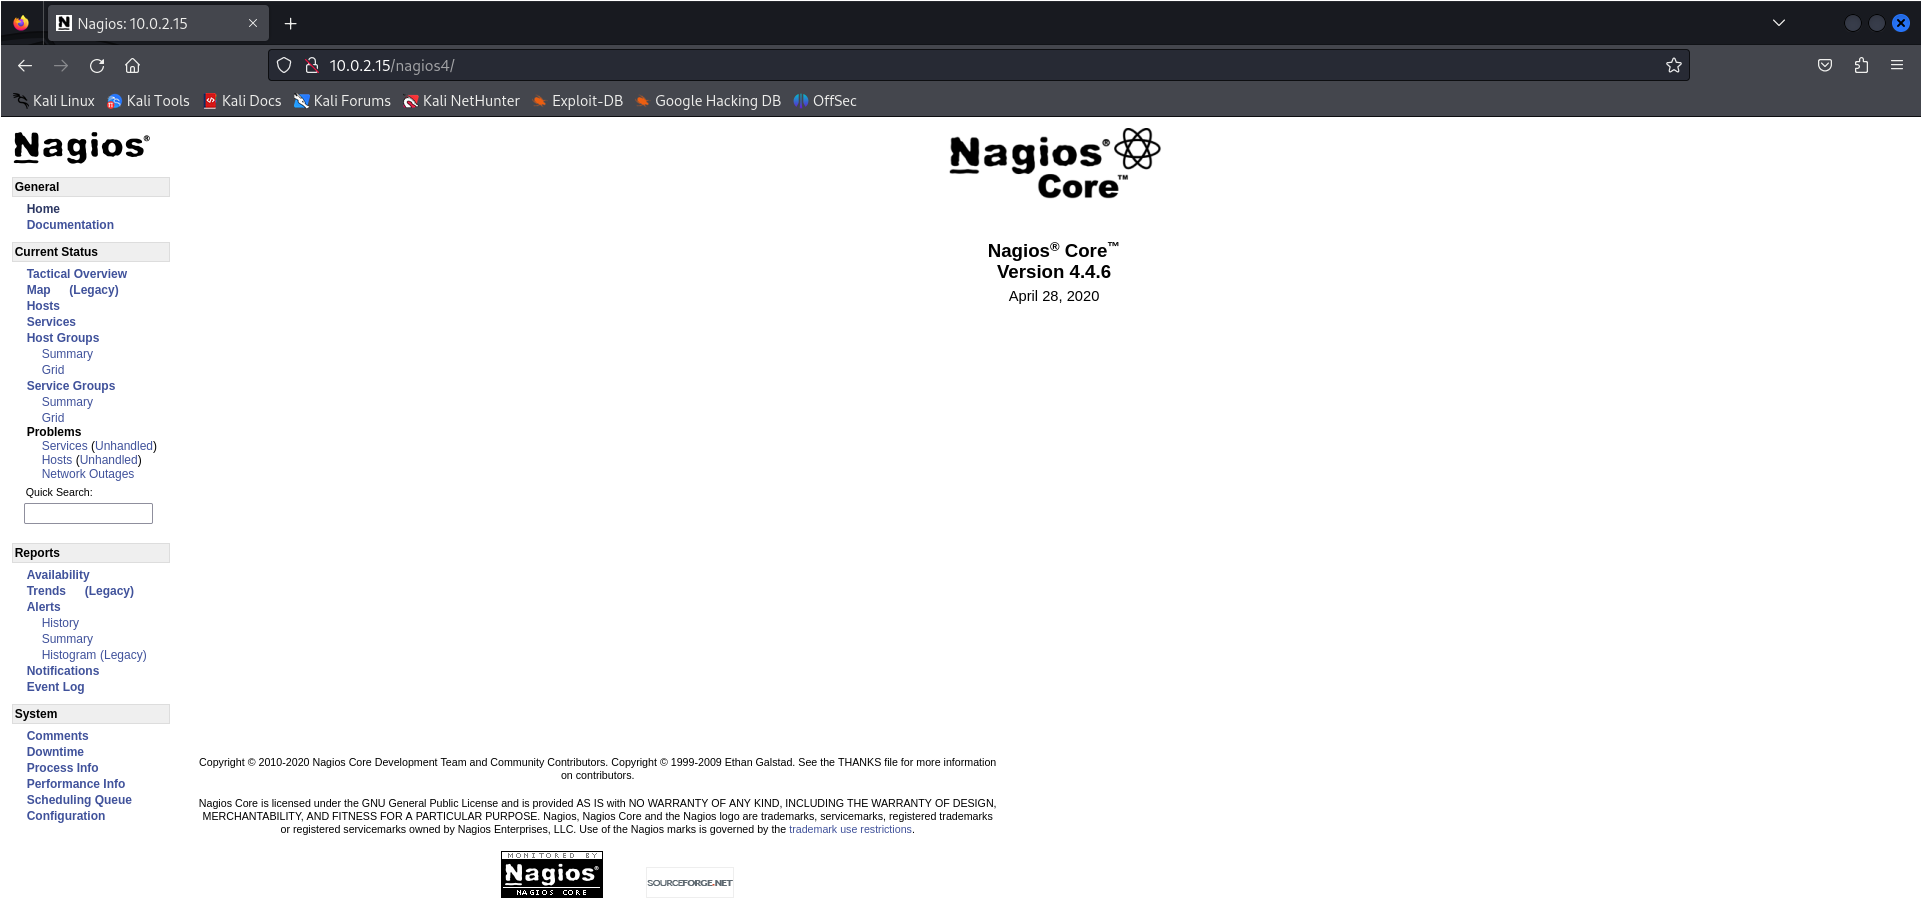 Nagios: 10.0.2.15
10.0.2.15/nagios4/
Kali Linux Kali Tools Kali Docs Kali Forums Kali NetHunter Exploit-DB Google Hacking DB OffSec
Nagios®
General
Home
Documentation
Current Status
Tactical Overview
Map (Legacy)
Hosts
Services
Host Groups
Summary
Grid
Service Groups
Summary
Grid
Problems
Services (Unhandled)
Hosts (Unhandled)
Network Outages
Quick Search:
Reports
Availability
Trends (Legacy)
Alerts
History
Summary
Histogram (Legacy)
Notifications
Event Log
System
Comments
Downtime
Process Info
Performance Info
Scheduling Queue
Configuration
Nagios®
Core™
Nagios® Core™
Version 4.4.6
April 28, 2020
Copyright © 2010-2020 Nagios Core Development Team and Community Contributors. Copyright © 1999-2009 Ethan Galstad. See the THANKS file for more information
on contributors.
Nagios Core is licensed under the GNU General Public License and is provided AS IS with NO WARRANTY OF ANY KIND, INCLUDING THE WARRANTY OF DESIGN,
MERCHANTABILITY, AND FITNESS FOR A PARTICULAR PURPOSE. Nagios, Nagios Core and the Nagios logo are trademarks, servicemarks, registered trademarks
or registered servicemarks owned by Nagios Enterprises, LLC. Use of the Nagios marks is governed by the trademark use restrictions.
MONITORED BY
Nagios®
NAGIOS CORE
SOURCEFORGE.NET